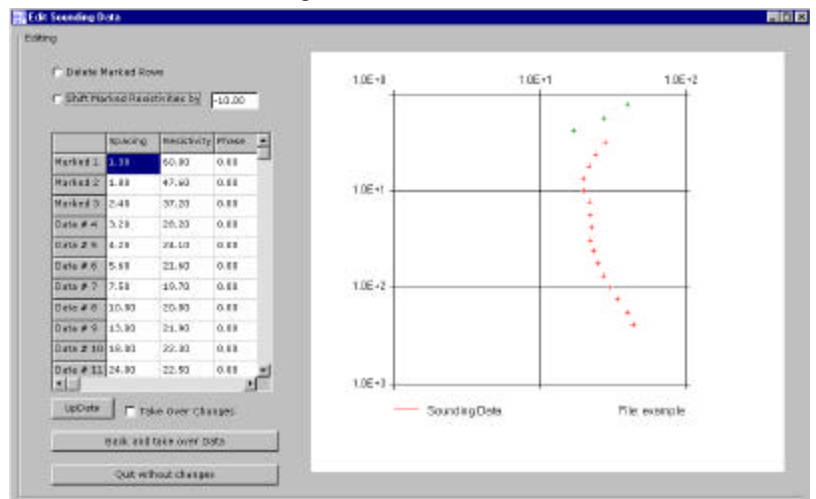 Edit Sounding Data
Editing
Delete Marked Rows
Shift Marked Resistivities by -10.00
Spacing Resistivity Phase
Marked 1 1.30 60.00 0.00
Marked 2 1.80 47.60 0.00
Marked 3 2.40 37.20 0.00
Data # 4 3.20 28.20 0.00
Data # 5 4.20 24.10 0.00
Data # 6 5.60 21.60 0.00
Data # 7 7.50 19.70 0.00
Data # 8 10.00 20.00 0.00
Data # 9 13.00 21.90 0.00
Data # 10 18.00 22.30 0.00
Data # 11 24.00 22.50 0.00
UpDate Take Over Changes
Back and take over Data
Quit without changes
1.0E+0 1.0E+1 1.0E+2
1.0E+1
1.0E+2
1.0E+3
Sounding Data File: example